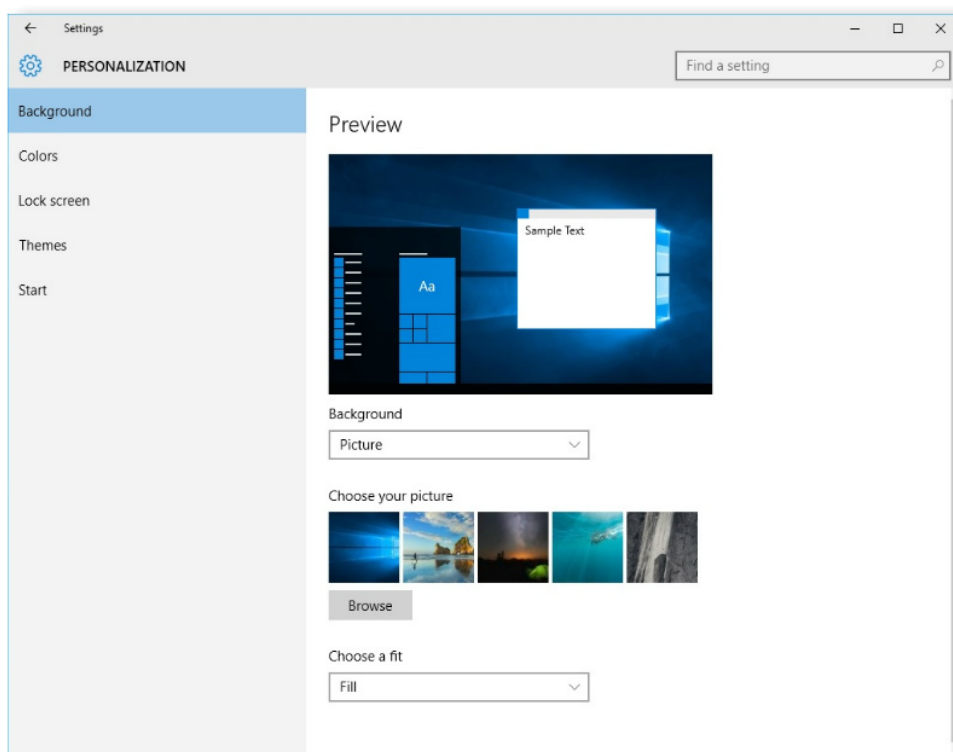 Settings
PERSONALIZATION
Find a setting
Background
Colors
Lock screen
Themes
Start
Preview
Sample Text
Aa
Background
Picture
Choose your picture
Browse
Choose a fit
Fill